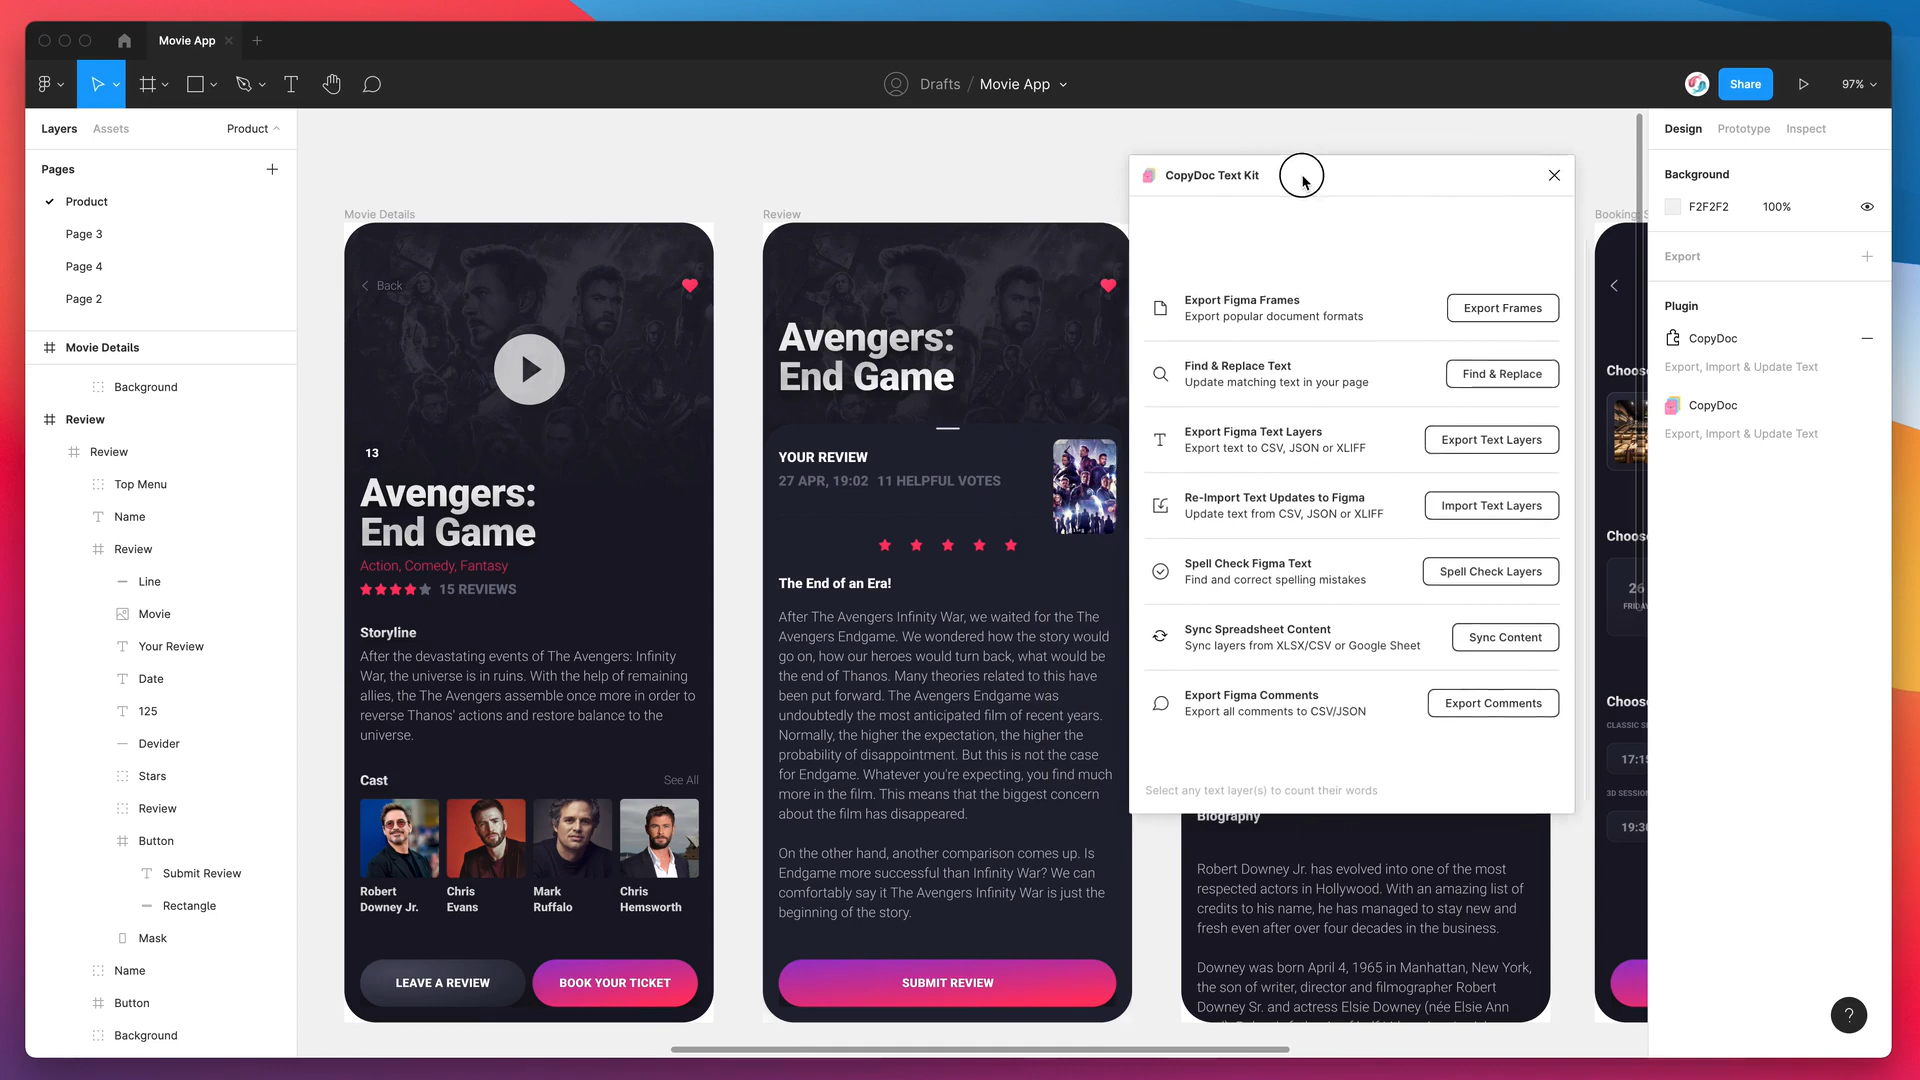 Movie App
Drafts / Movie App
Share
97%
Layers
Assets
Product
Pages
Product
Page 3
Page 4
Page 2
Movie Details
Background
Review
Review
Top Menu
Name
Review
Line
Movie
Your Review
Date
125
Devider
Stars
Review
Button
Submit Review
Rectangle
Mask
Name
Button
Background
Movie Details
Back
13
Avengers:
End Game
Action, Comedy, Fantasy
15 REVIEWS
Storyline
After the devastating events of The Avengers: Infinity
War, the universe is in ruins. With the help of remaining
allies, the The Avengers assemble once more in order to
reverse Thanos' actions and restore balance to the
universe.
Cast
See All
Robert
Downey Jr.
Chris
Evans
Mark
Ruffalo
Chris
Hemsworth
LEAVE A REVIEW
BOOK YOUR TICKET
Review
Avengers:
End Game
YOUR REVIEW
27 APR, 19:02 11 HELPFUL VOTES
The End of an Era!
After The Avengers Infinity War, we waited for the The
Avengers Endgame. We wondered how the story would
go on, how our heroes would turn back, what would be
the end of Thanos. Many theories related to this have
been put forward. The Avengers Endgame was
undoubtedly the most anticipated film of recent years.
Normally, the higher the expectation, the higher the
probability of disappointment. But this is not the case
for Endgame. Whatever you're expecting, you find much
more in the film. This means that the biggest concern
about the film has disappeared.
On the other hand, another comparison comes up. Is
Endgame more successful than Infinity War? We can
comfortably say it The Avengers Infinity War is just the
beginning of the story.
SUBMIT REVIEW
CopyDoc Text Kit
Export Figma Frames
Export popular document formats
Export Frames
Find & Replace Text
Update matching text in your page
Find & Replace
Export Figma Text Layers
Export text to CSV, JSON or XLIFF
Export Text Layers
Re-Import Text Updates to Figma
Update text from CSV, JSON or XLIFF
Import Text Layers
Spell Check Figma Text
Find and correct spelling mistakes
Spell Check Layers
Sync Spreadsheet Content
Sync layers from XLSX/CSV or Google Sheet
Sync Content
Export Figma Comments
Export all comments to CSV/JSON
Export Comments
Select any text layer(s) to count their words
Biography
Robert Downey Jr. has evolved into one of the most
respected actors in Hollywood. With an amazing list of
credits to his name, he has managed to stay new and
fresh even after over four decades in the business.
Downey was born April 4, 1965 in Manhattan, New York,
the son of writer, director and filmographer Robert
Downey Sr. and actress Elsie Downey (née Elsie Ann
Booking:
Choos
Choos
26
FRIDA
Choos
CLASSIC S
17:1
3D SESSION
19:30
Design
Prototype
Inspect
Background
F2F2F2
100%
Export
Plugin
CopyDoc
Export, Import & Update Text
CopyDoc
Export, Import & Update Text
?